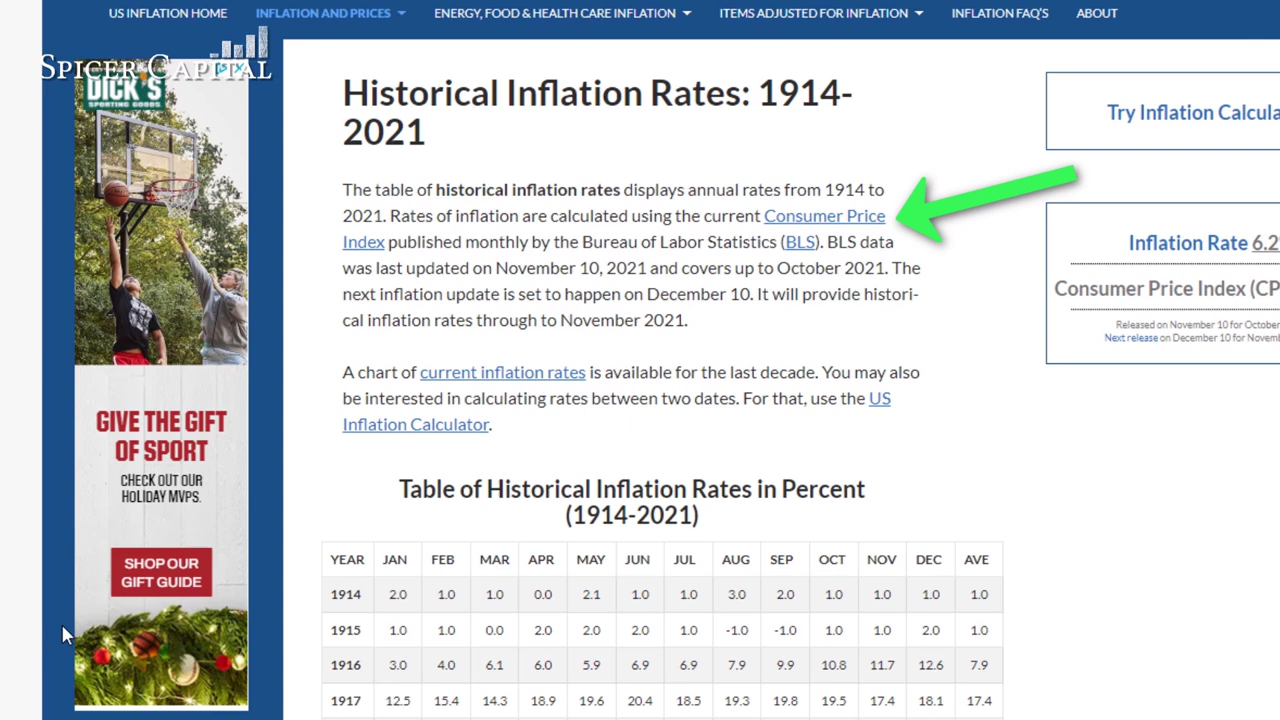 US INFLATION HOME
INFLATION AND PRICES
ENERGY, FOOD & HEALTH CARE INFLATION
ITEMS ADJUSTED FOR INFLATION
INFLATION FAQ'S
ABOUT
SPICER CAPITAL
DICK'S
SPORTING GOODS
GIVE THE GIFT
OF SPORT
CHECK OUT OUR
HOLIDAY MVPS.
SHOP OUR
GIFT GUIDE
Historical Inflation Rates: 1914-
2021
The table of historical inflation rates displays annual rates from 1914 to
2021. Rates of inflation are calculated using the current Consumer Price
Index published monthly by the Bureau of Labor Statistics (BLS). BLS data
was last updated on November 10, 2021 and covers up to October 2021. The
next inflation update is set to happen on December 10. It will provide histori-
cal inflation rates through to November 2021.
A chart of current inflation rates is available for the last decade. You may also
be interested in calculating rates between two dates. For that, use the US
Inflation Calculator.
Table of Historical Inflation Rates in Percent
(1914-2021)
YEAR JAN FEB MAR APR MAY JUN JUL AUG SEP OCT NOV DEC AVE
1914 2.0 1.0 1.0 0.0 2.1 1.0 1.0 3.0 2.0 1.0 1.0 1.0 1.0
1915 1.0 1.0 0.0 2.0 2.0 2.0 1.0 -1.0 -1.0 1.0 1.0 2.0 1.0
1916 3.0 4.0 6.1 6.0 5.9 6.9 6.9 7.9 9.9 10.8 11.7 12.6 7.9
1917 12.5 15.4 14.3 18.9 19.6 20.4 18.5 19.3 19.8 19.5 17.4 18.1 17.4
Try Inflation Calcula
Inflation Rate 6.2
Consumer Price Index (CP
Released on November 10 for October
Next release on December 10 for Novem